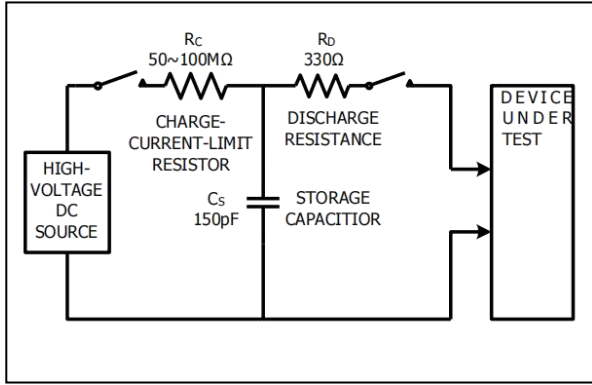 RC
50~100MΩ
CHARGE-
CURRENT-LIMIT
RESISTOR
RD
330Ω
DISCHARGE
RESISTANCE
DEVICE
UNDER
TEST
HIGH-
VOLTAGE
DC
SOURCE
CS
150pF
STORAGE
CAPACITIOR